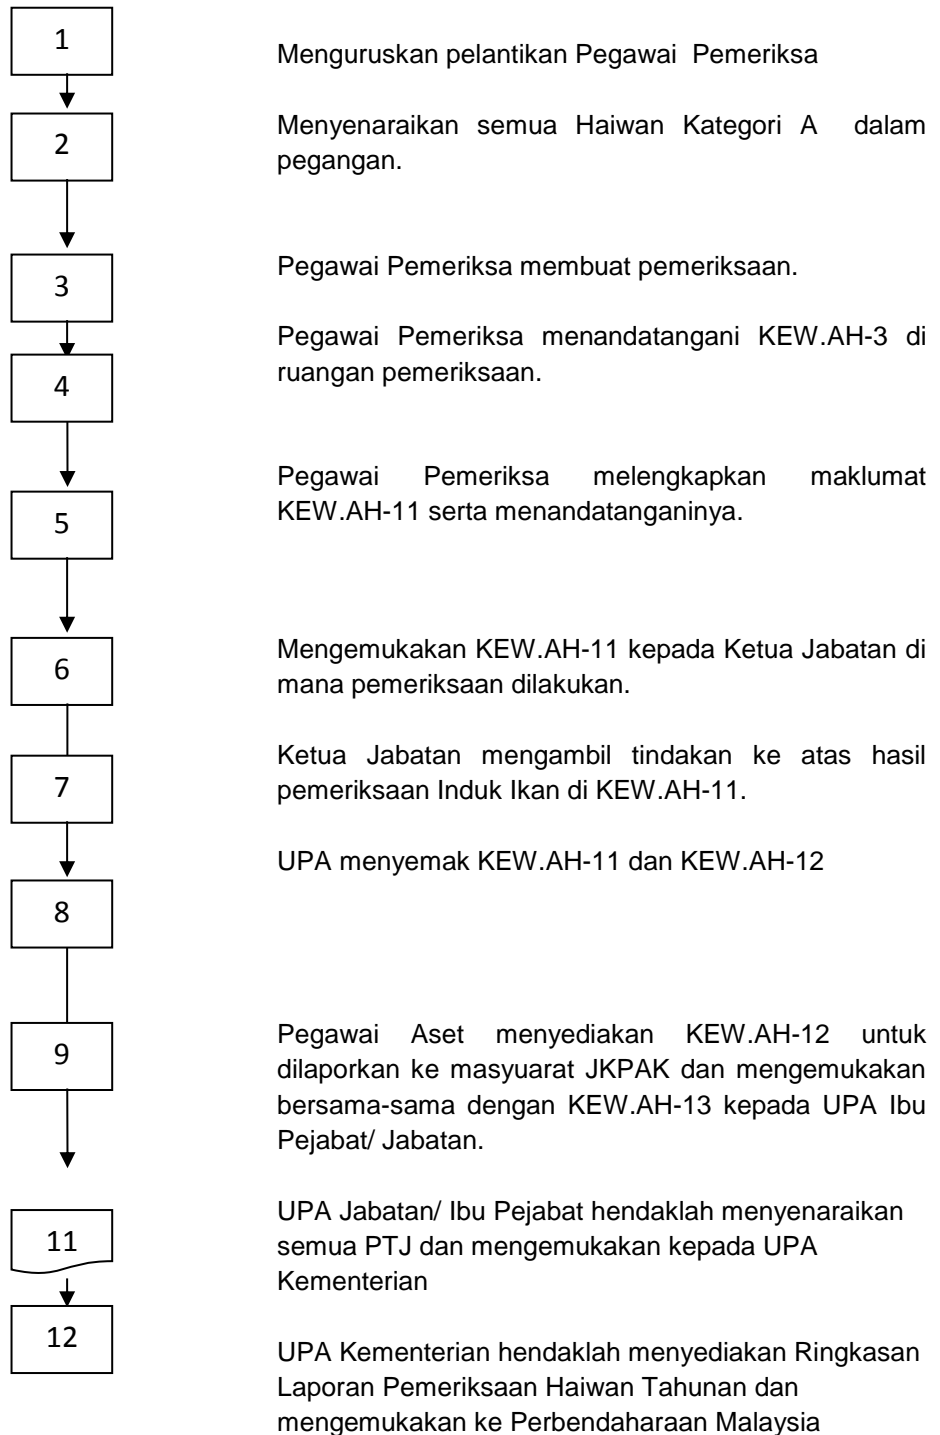 1
Menguruskan pelantikan Pegawai Pemeriksa
2
Menyenaraikan semua Haiwan Kategori A dalam
pegangan.
3
Pegawai Pemeriksa membuat pemeriksaan.
4
Pegawai Pemeriksa menandatangani KEW.AH-3 di
ruangan pemeriksaan.
5
Pegawai Pemeriksa melengkapkan maklumat
KEW.AH-11 serta menandatanganinya.
6
Mengemukakan KEW.AH-11 kepada Ketua Jabatan di
mana pemeriksaan dilakukan.
7
Ketua Jabatan mengambil tindakan ke atas hasil
pemeriksaan Induk Ikan di KEW.AH-11.
8
UPA menyemak KEW.AH-11 dan KEW.AH-12
9
Pegawai Aset menyediakan KEW.AH-12 untuk
dilaporkan ke masyuarat JKPAK dan mengemukakan
bersama-sama dengan KEW.AH-13 kepada UPA Ibu
Pejabat/ Jabatan.
11
UPA Jabatan/ Ibu Pejabat hendaklah menyenaraikan
semua PTJ dan mengemukakan kepada UPA
Kementerian
12
UPA Kementerian hendaklah menyediakan Ringkasan
Laporan Pemeriksaan Haiwan Tahunan dan
mengemukakan ke Perbendaharaan Malaysia